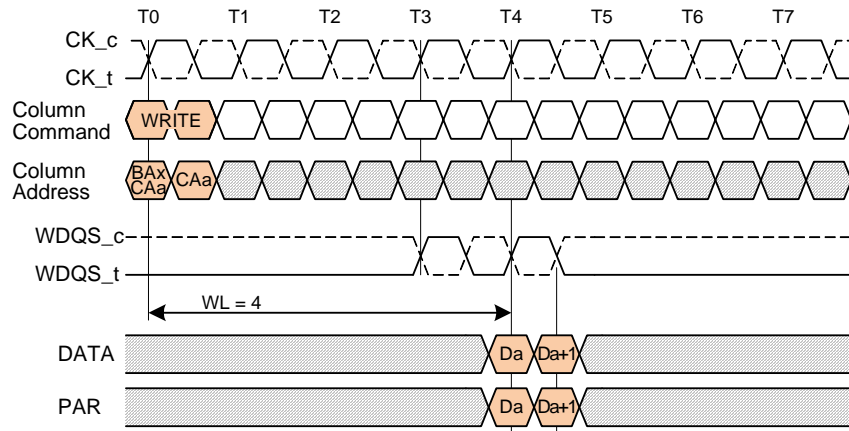 T0 T1 T2 T3 T4 T5 T6 T7
CK_c
CK_t
Column
Command
WRITE
Column
Address
BAx
CAa
CAa
WDQS_c
WDQS_t
WL = 4
DATA
Da
Da+1
PAR
Da
Da+1